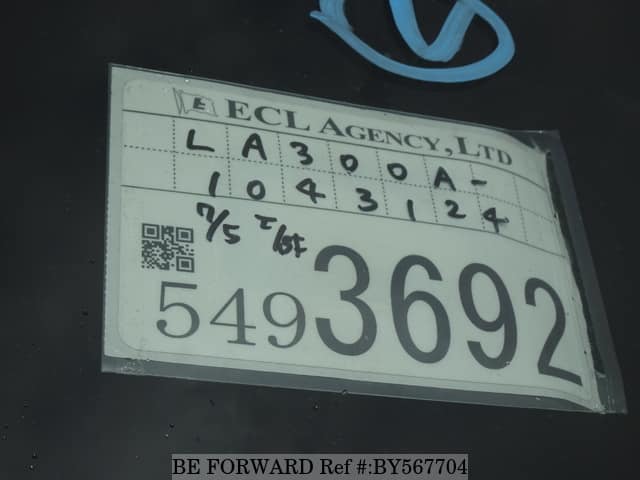 E ECL AGENCY, LTD
LA300A-
1043124
7/5
5493692
BE FORWARD Ref #:BY567704